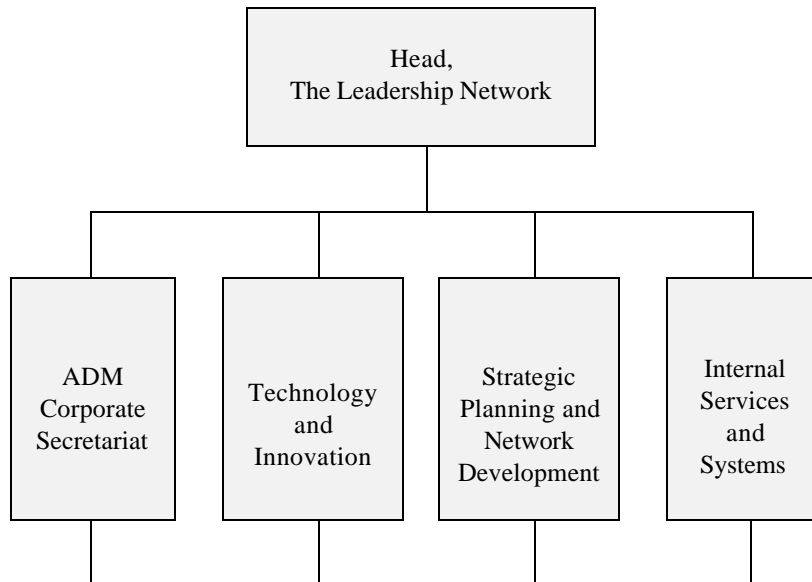 Head,
The Leadership Network
ADM
Corporate
Secretariat
Technology
and
Innovation
Strategic
Planning and
Network
Development
Internal
Services
and
Systems